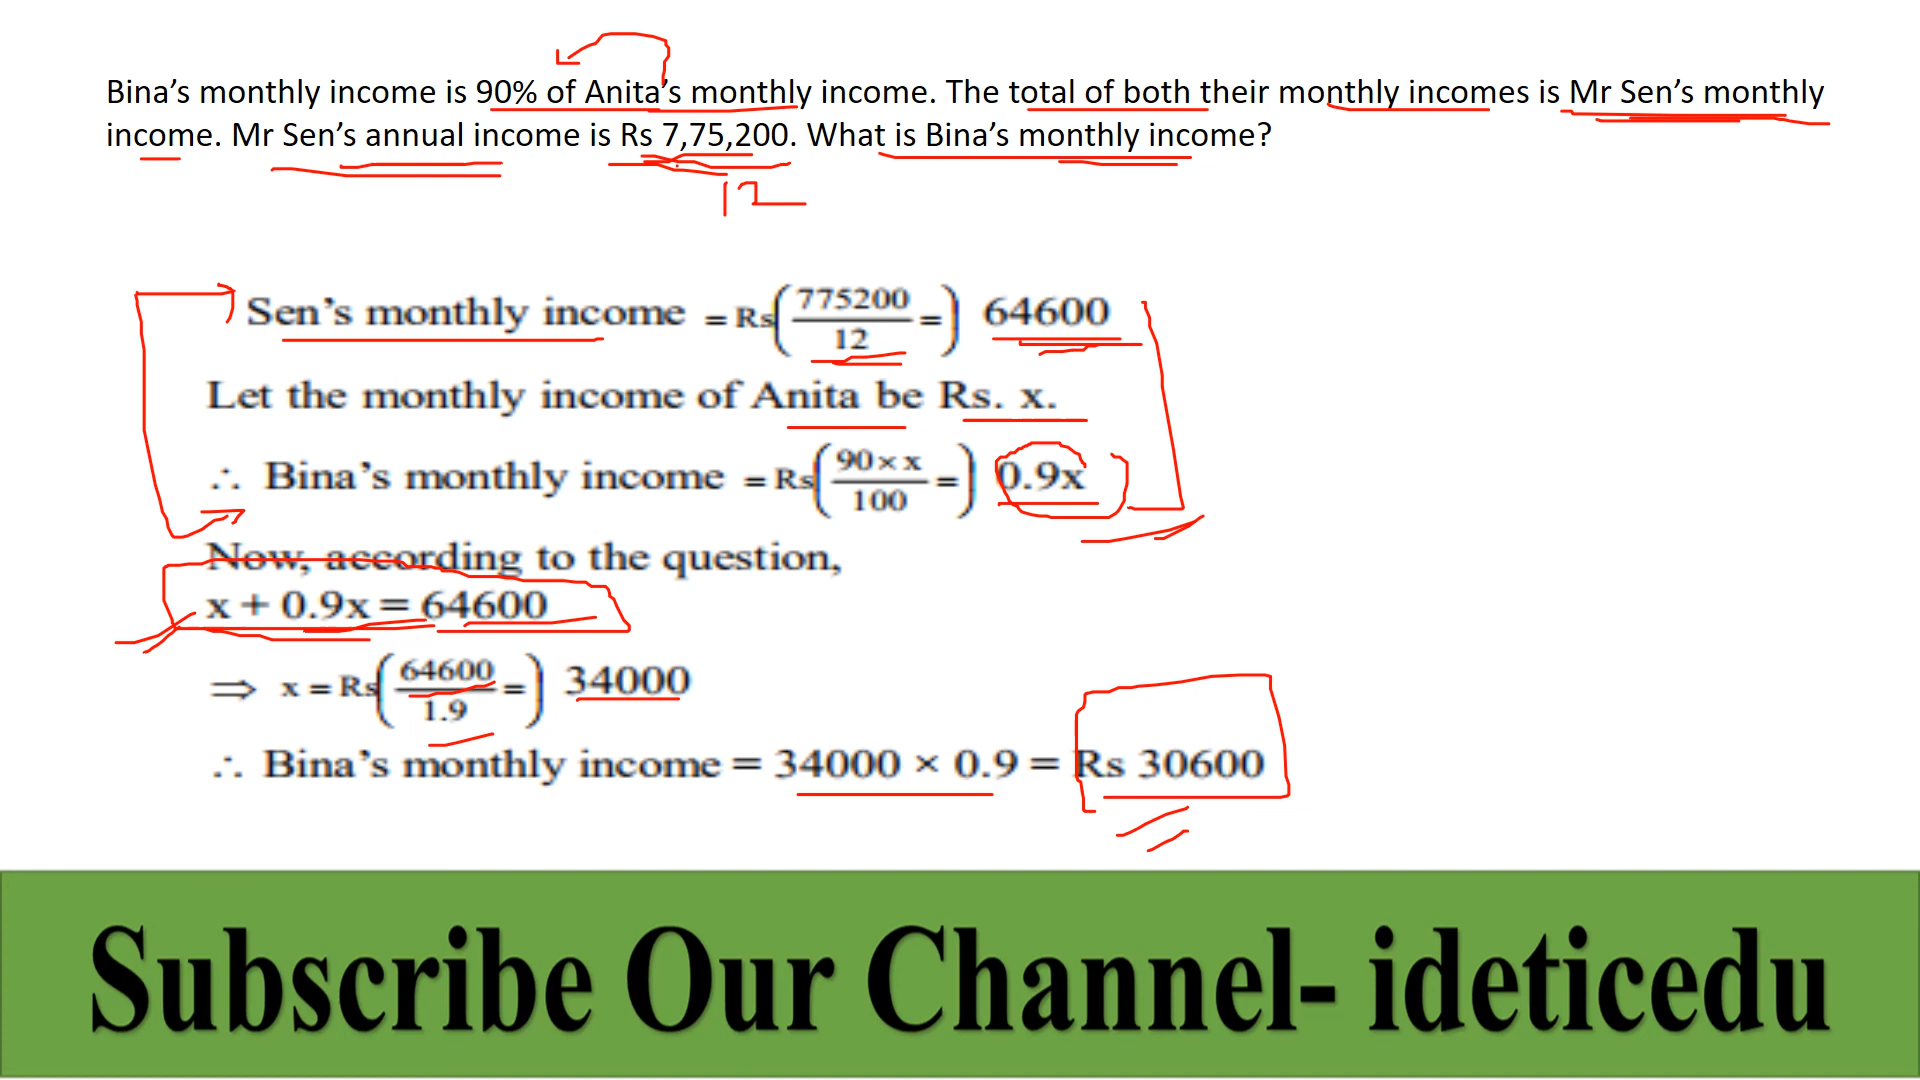 Bina’s monthly income is 90% of Anita’s monthly income. The total of both their monthly incomes is Mr Sen’s monthly
income. Mr Sen’s annual income is Rs 7,75,200. What is Bina’s monthly income?
12
Sen’s monthly income = Rs(775200/12=) 64600
Let the monthly income of Anita be Rs. x.
∴ Bina’s monthly income = Rs(90×x/100=) 0.9x
Now, according to the question,
x + 0.9x = 64600
⇒ x = Rs(64600/1.9=) 34000
∴ Bina’s monthly income = 34000 × 0.9 = Rs 30600
Subscribe Our Channel- ideticedu